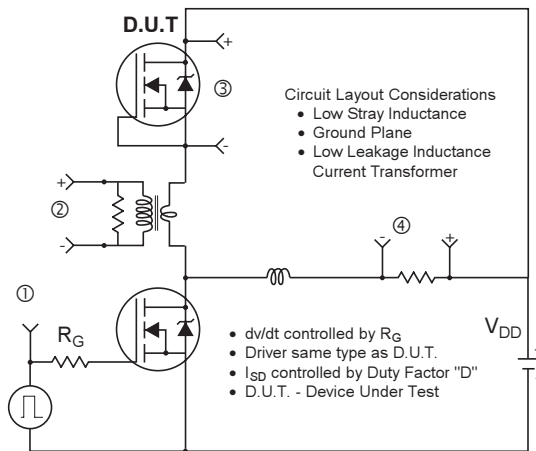 D.U.T
+
③
-
Circuit Layout Considerations
• Low Stray Inductance
• Ground Plane
• Low Leakage Inductance
Current Transformer
+
②
-
-
④
+
①
RG
VDD
• dv/dt controlled by RG
• Driver same type as D.U.T.
• ISD controlled by Duty Factor "D"
• D.U.T. - Device Under Test